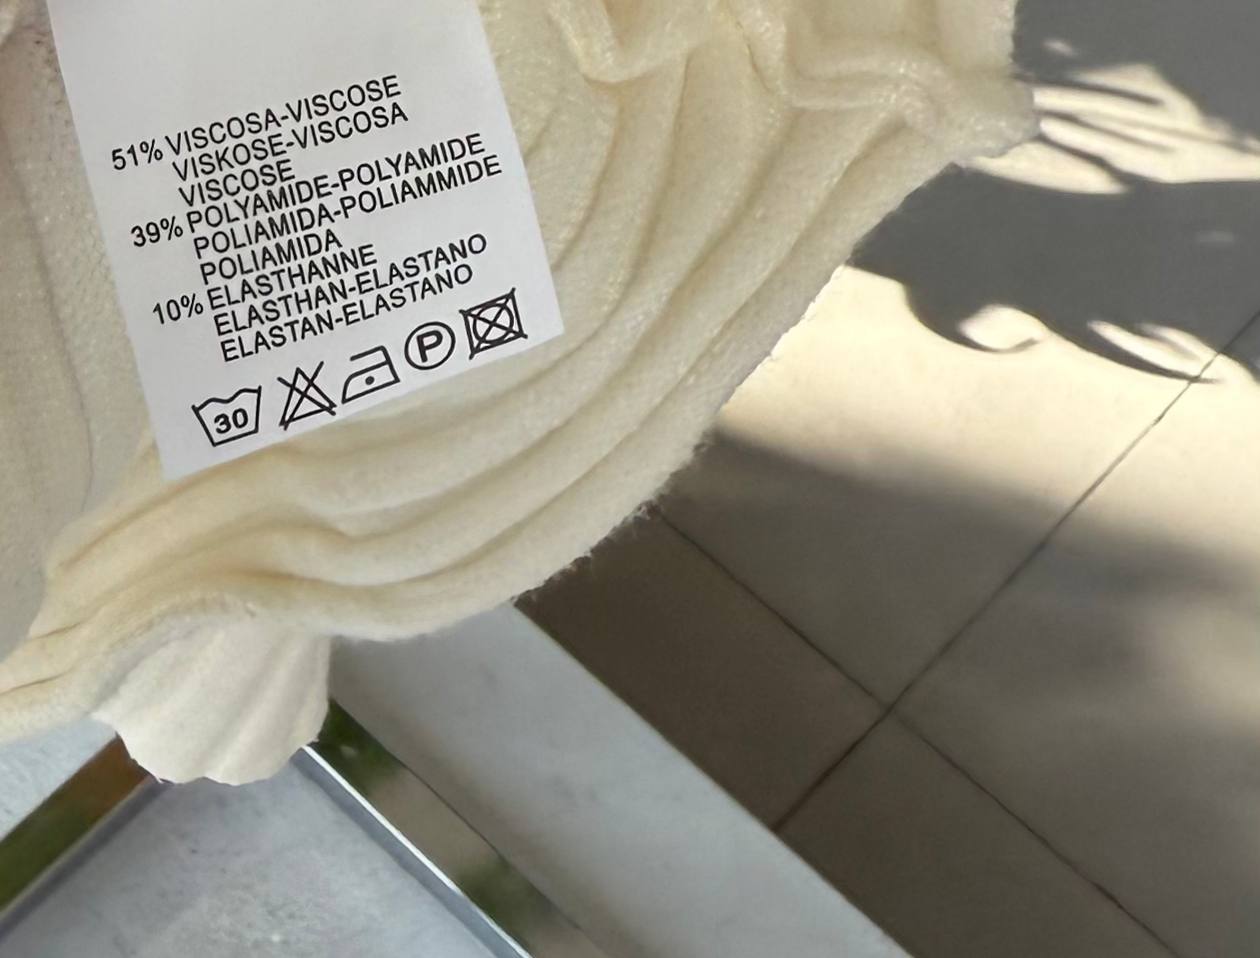 51% VISCOSA-VISCOSE
VISKOSE-VISCOSA
VISCOSE
39% POLYAMIDE-POLYAMIDE
POLIAMIDA-POLIAMMIDE
POLIAMIDA
10% ELASTHANNE
ELASTHAN-ELASTANO
ELASTAN-ELASTANO
30 P